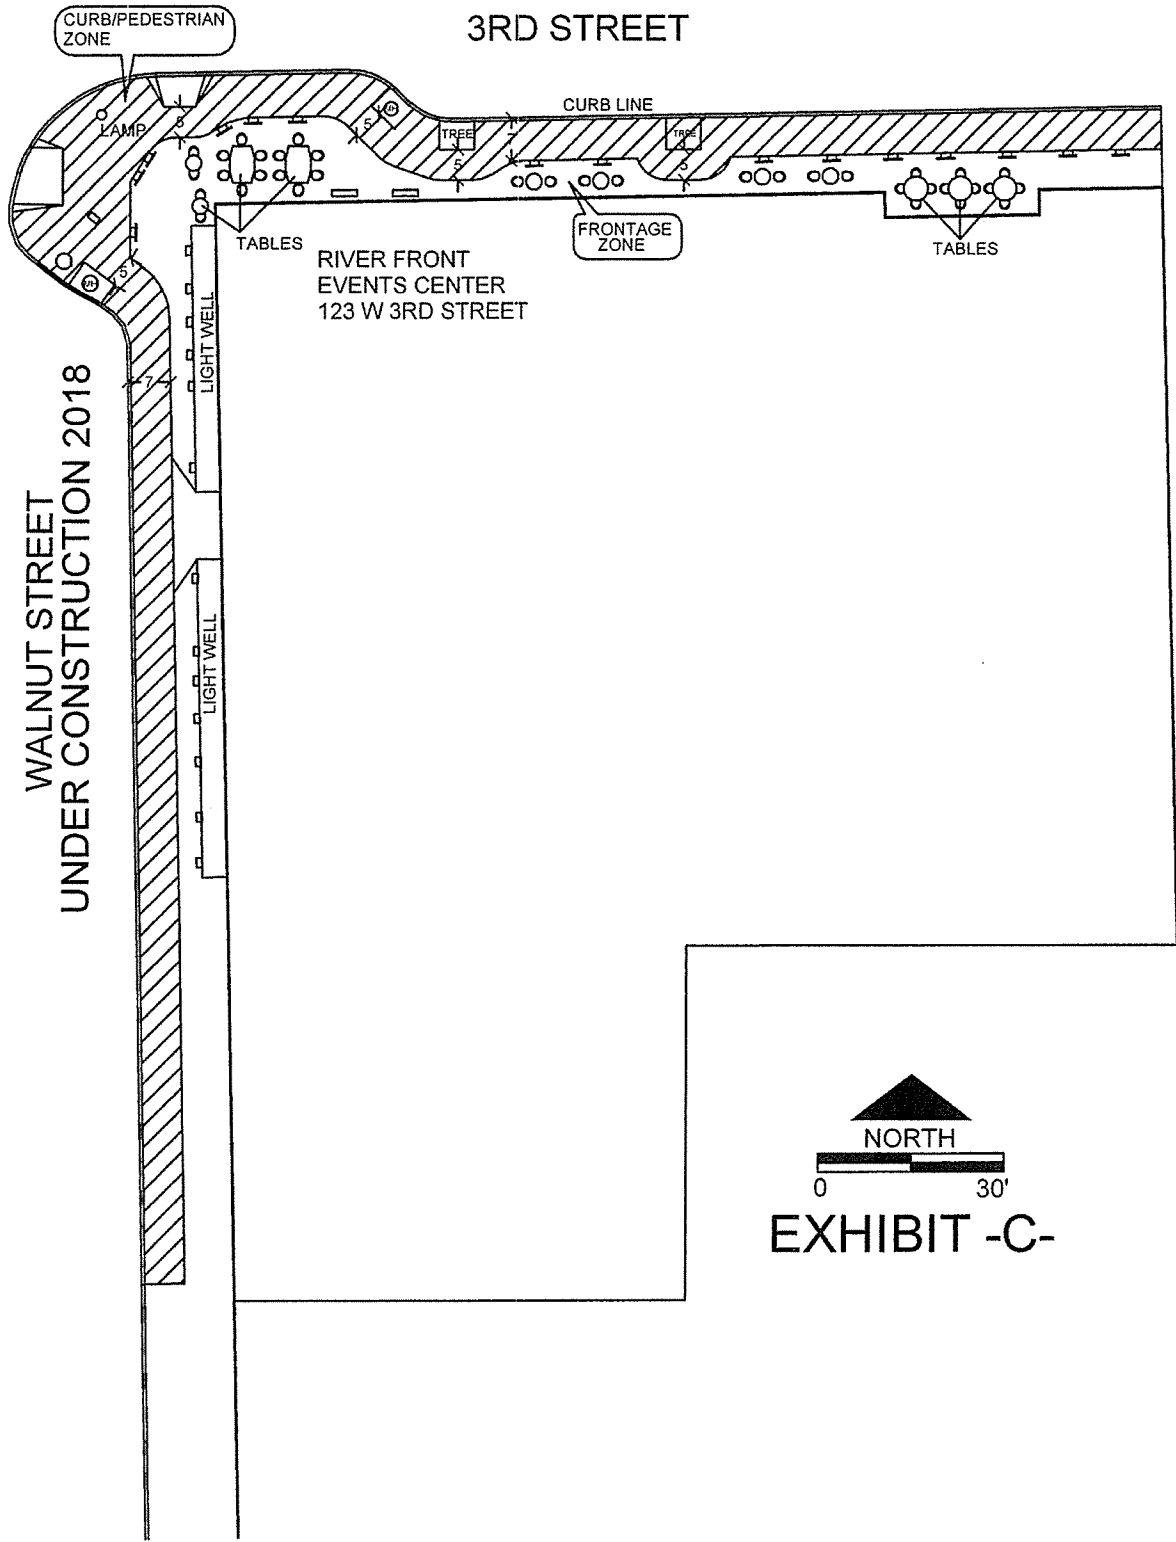 CURB/PEDESTRIAN
ZONE
3RD STREET
CURB LINE
LAMP
TREE
TREE
5
7
5
5
5
7
MH
MH
TABLES
FRONTAGE
ZONE
TABLES
RIVER FRONT
EVENTS CENTER
123 W 3RD STREET
LIGHT WELL
LIGHT WELL
WALNUT STREET
UNDER CONSTRUCTION 2018
NORTH
0 30'
EXHIBIT -C-